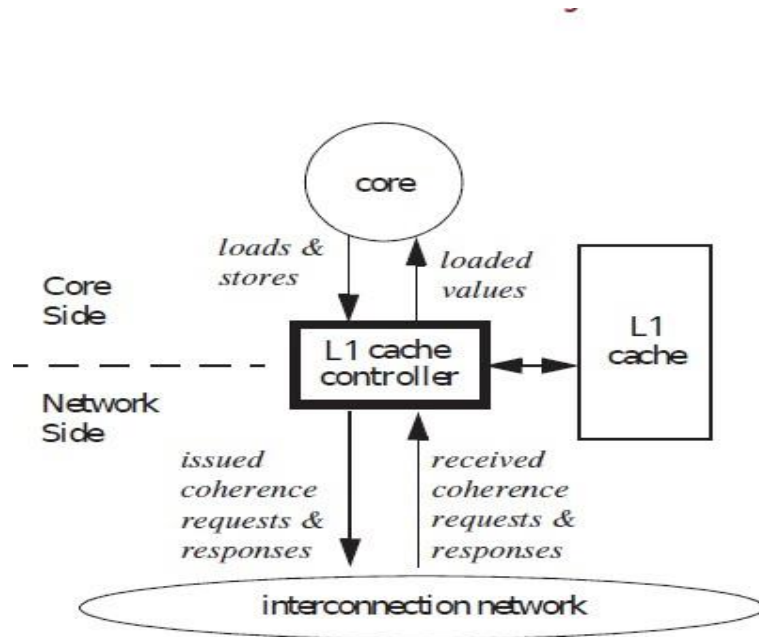 core
loads &
stores
loaded
values
Core
Side
L1 cache
controller
L1
cache
Network
Side
issued
coherence
requests &
responses
received
coherence
requests &
responses
interconnection network